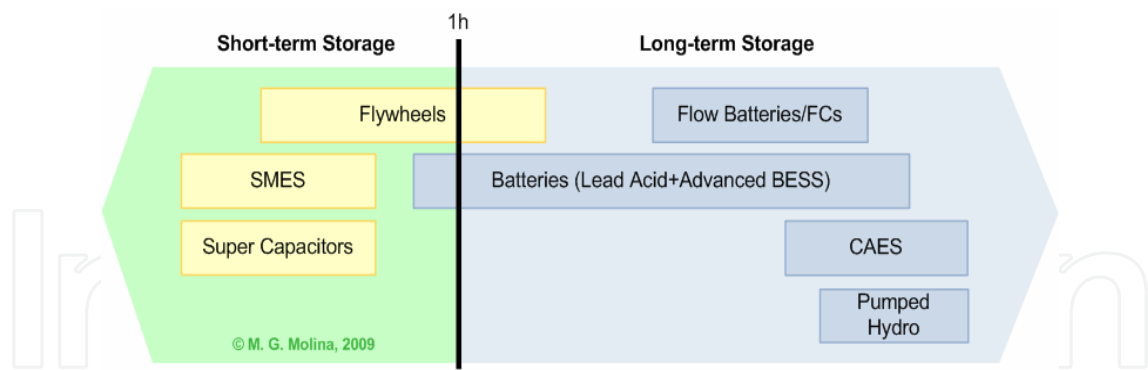 1h
Short-term Storage
Long-term Storage
Flywheels
Flow Batteries/FCs
SMES
Batteries (Lead Acid+Advanced BESS)
Super Capacitors
CAES
Pumped
Hydro
© M. G. Molina, 2009